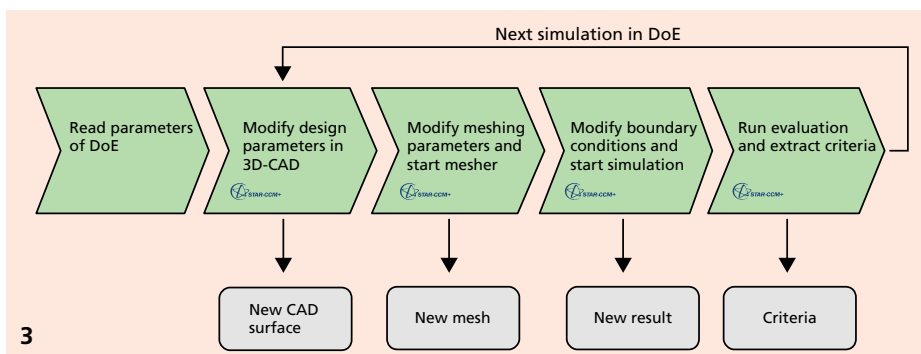 Next simulation in DoE
Read parameters
of DoE
Modify design
parameters in
3D-CAD
STAR-CCM+
Modify meshing
parameters and
start mesher
STAR-CCM+
Modify boundary
conditions and
start simulation
STAR-CCM+
Run evaluation
and extract criteria
STAR-CCM+
New CAD
surface
New mesh
New result
Criteria
3